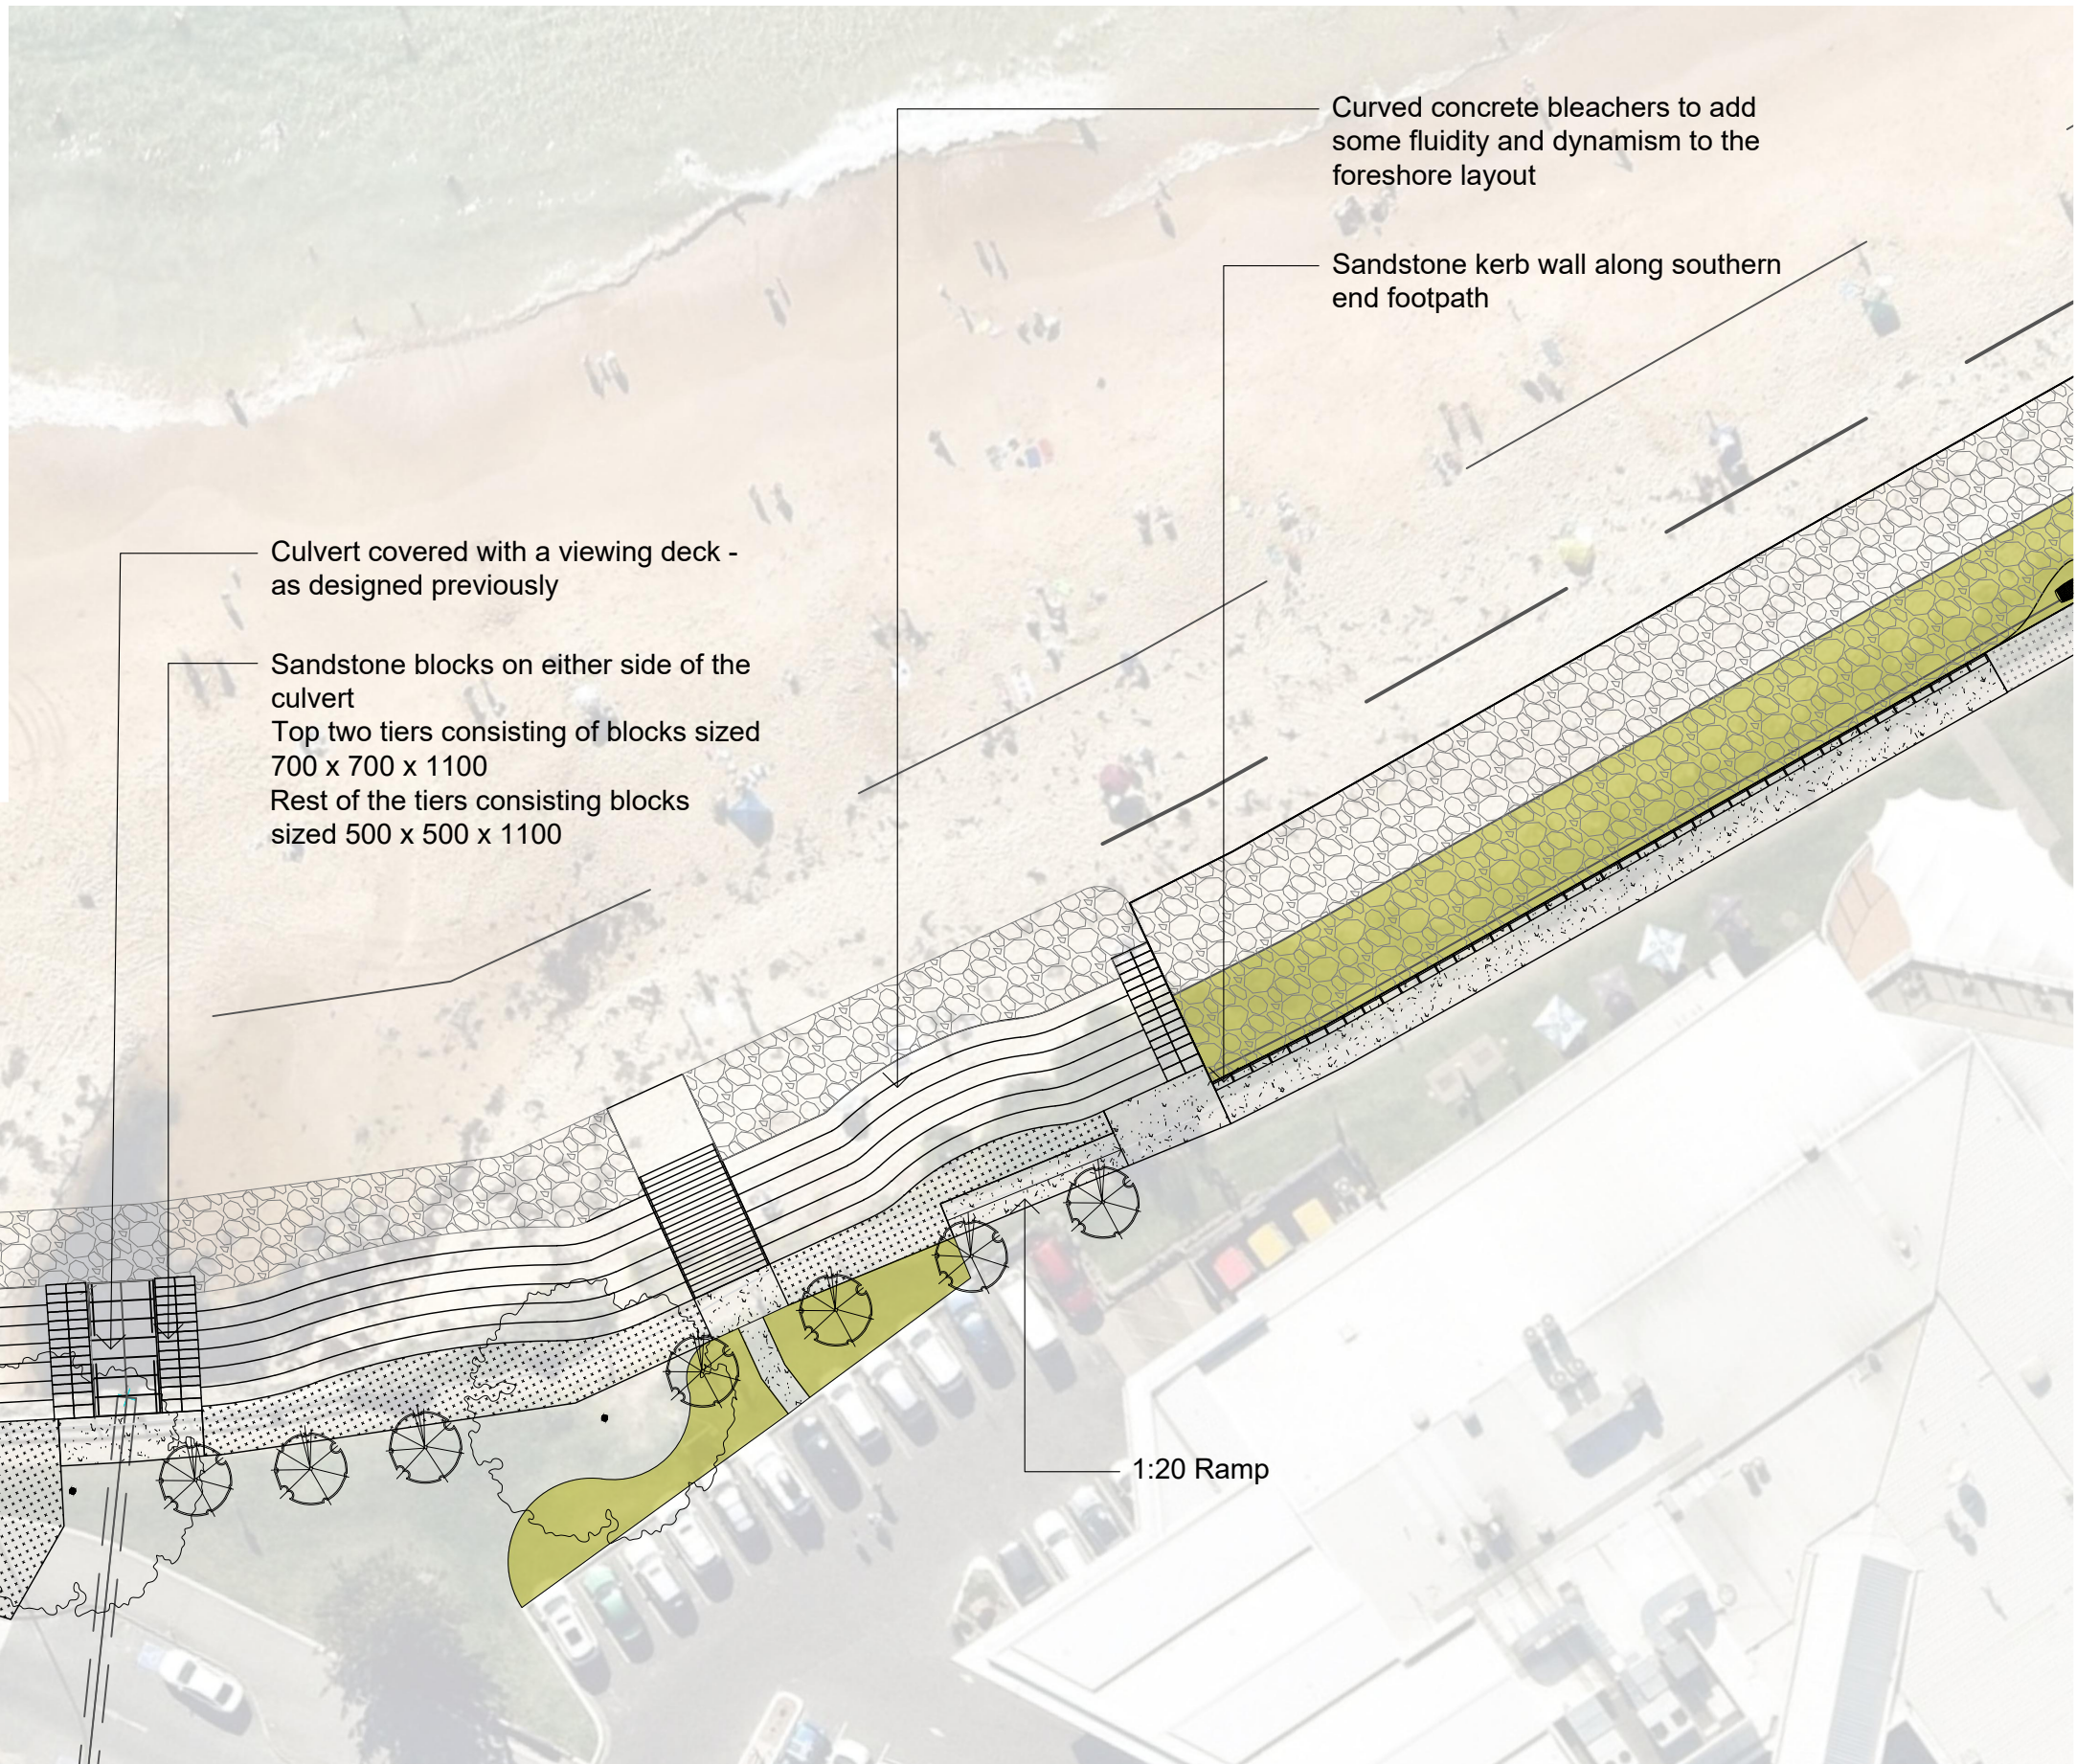 Curved concrete bleachers to add
some fluidity and dynamism to the
foreshore layout
Sandstone kerb wall along southern
end footpath
Culvert covered with a viewing deck -
as designed previously
Sandstone blocks on either side of the
culvert
Top two tiers consisting of blocks sized
700 x 700 x 1100
Rest of the tiers consisting blocks
sized 500 x 500 x 1100
1:20 Ramp